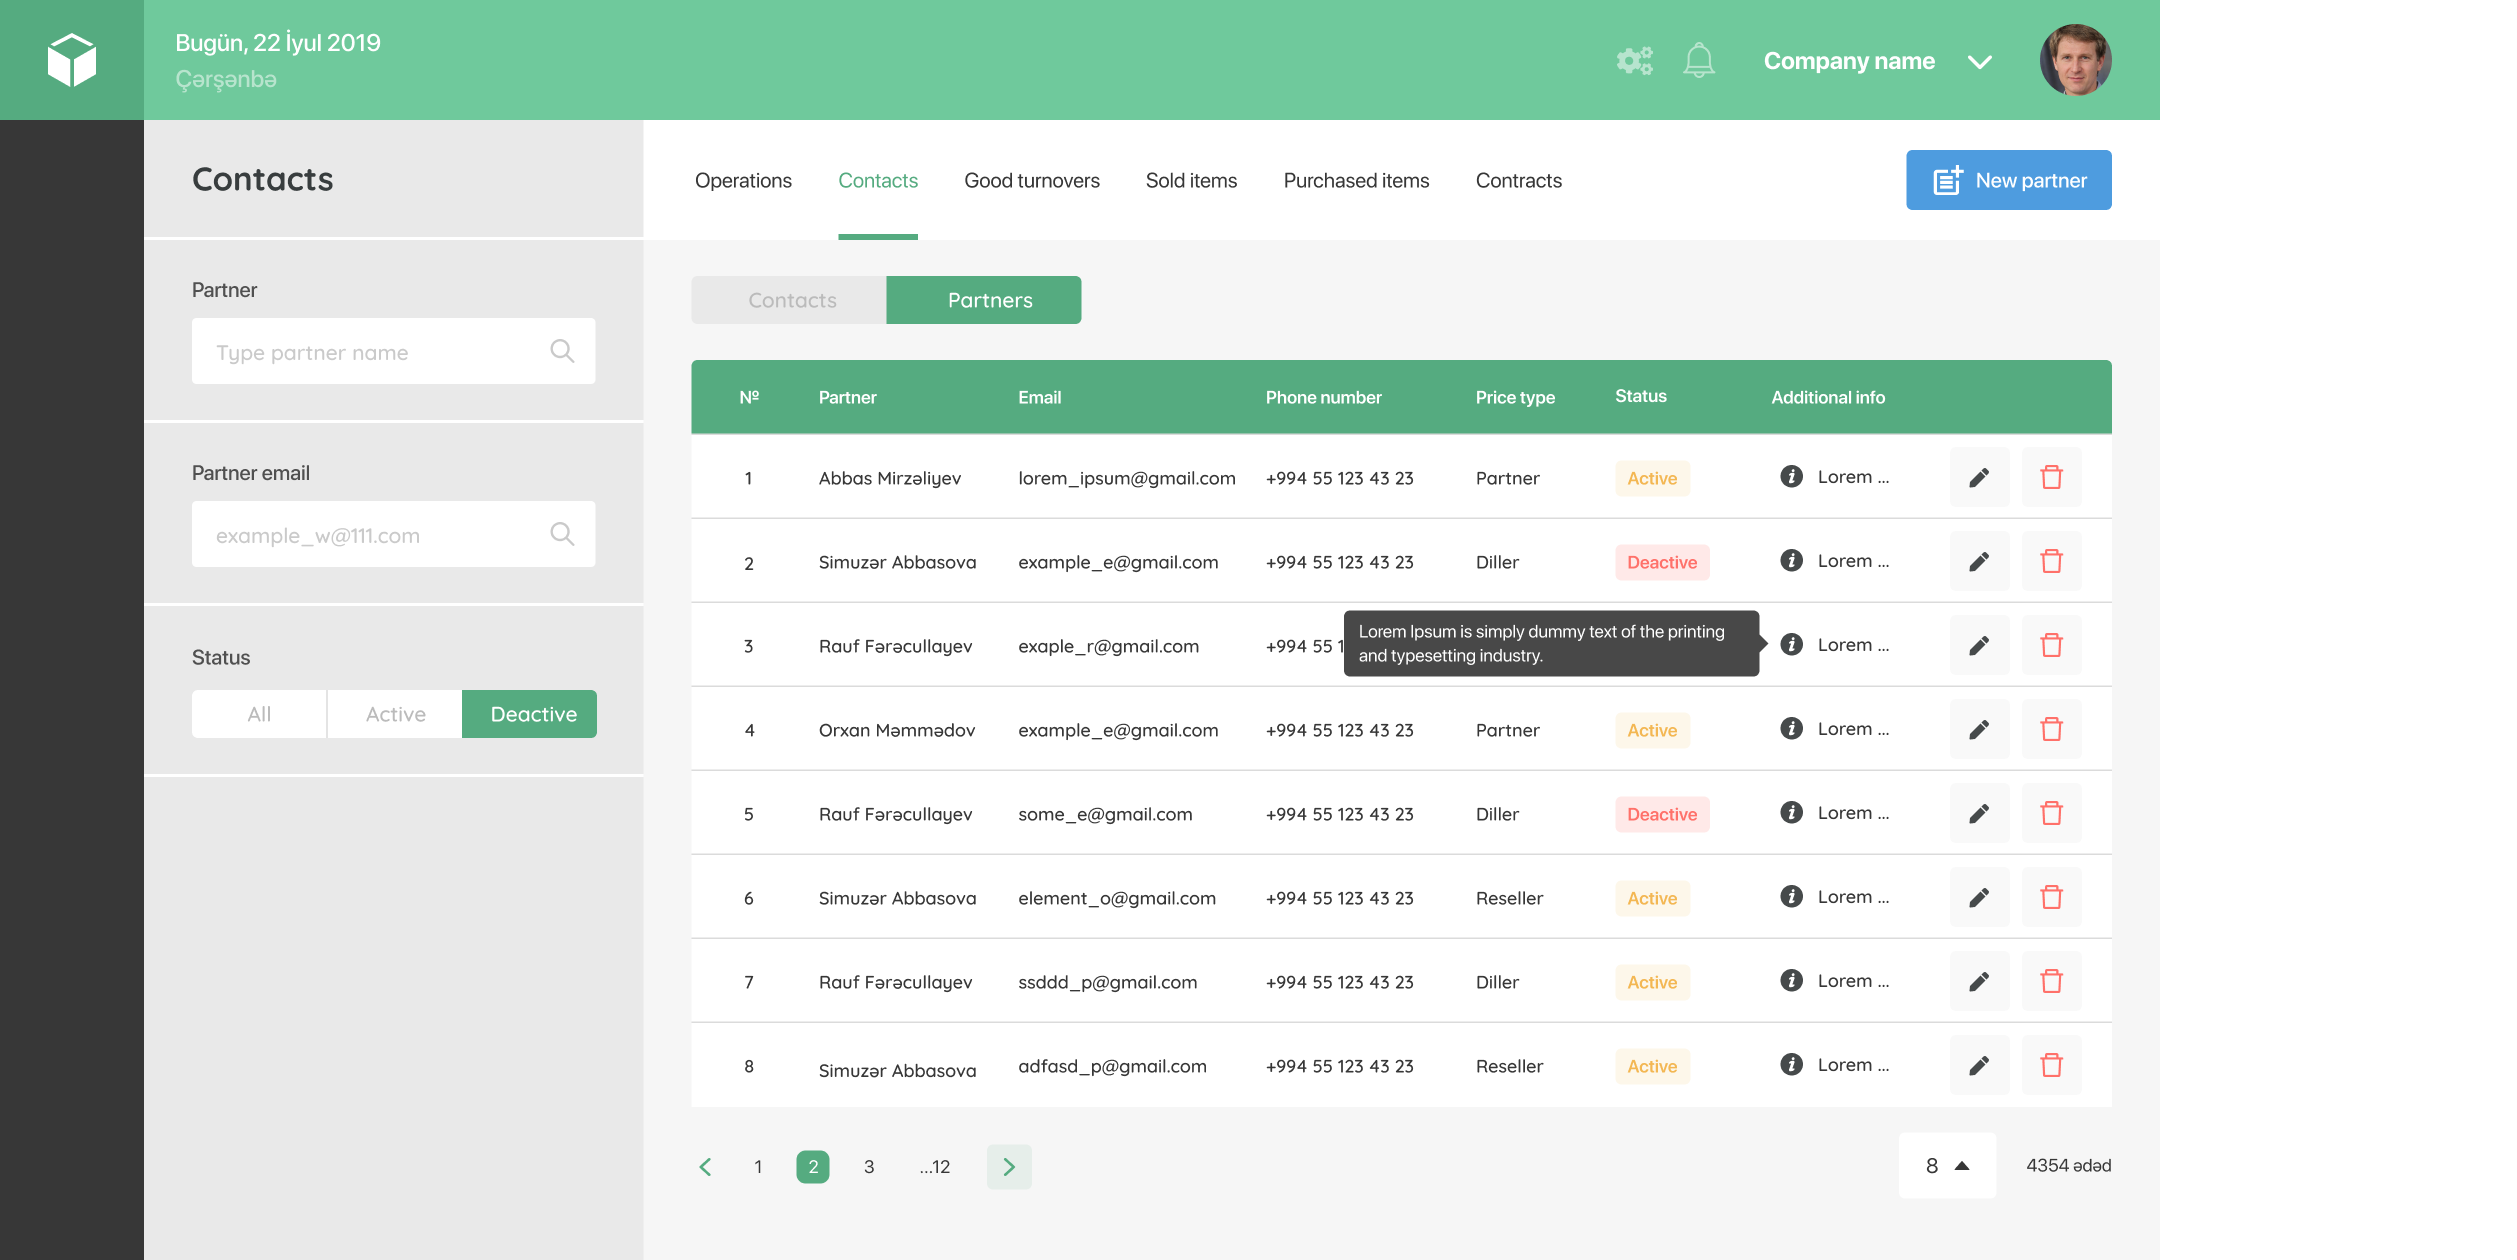 Bugün, 22 İyul 2019
Çərşənbə
Company name
Contacts
Operations Contacts Good turnovers Sold items Purchased items Contracts
New partner
Partner
Type partner name
Partner email
example_w@111.com
Status
All Active Deactive
Contacts Partners
№ Partner Email Phone number Price type Status Additional info
1 Abbas Mirzəliyev lorem_ipsum@gmail.com +994 55 123 43 23 Partner Active Lorem ...
2 Simuzər Abbasova example_e@gmail.com +994 55 123 43 23 Diller Deactive Lorem ...
3 Rauf Fərəcullayev exaple_r@gmail.com +994 55 1 Lorem ...
Lorem Ipsum is simply dummy text of the printing
and typesetting industry.
4 Orxan Məmmədov example_e@gmail.com +994 55 123 43 23 Partner Active Lorem ...
5 Rauf Fərəcullayev some_e@gmail.com +994 55 123 43 23 Diller Deactive Lorem ...
6 Simuzər Abbasova element_o@gmail.com +994 55 123 43 23 Reseller Active Lorem ...
7 Rauf Fərəcullayev ssddd_p@gmail.com +994 55 123 43 23 Diller Active Lorem ...
8 Simuzər Abbasova adfasd_p@gmail.com +994 55 123 43 23 Reseller Active Lorem ...
1 2 3 ...12
8 4354 ədəd